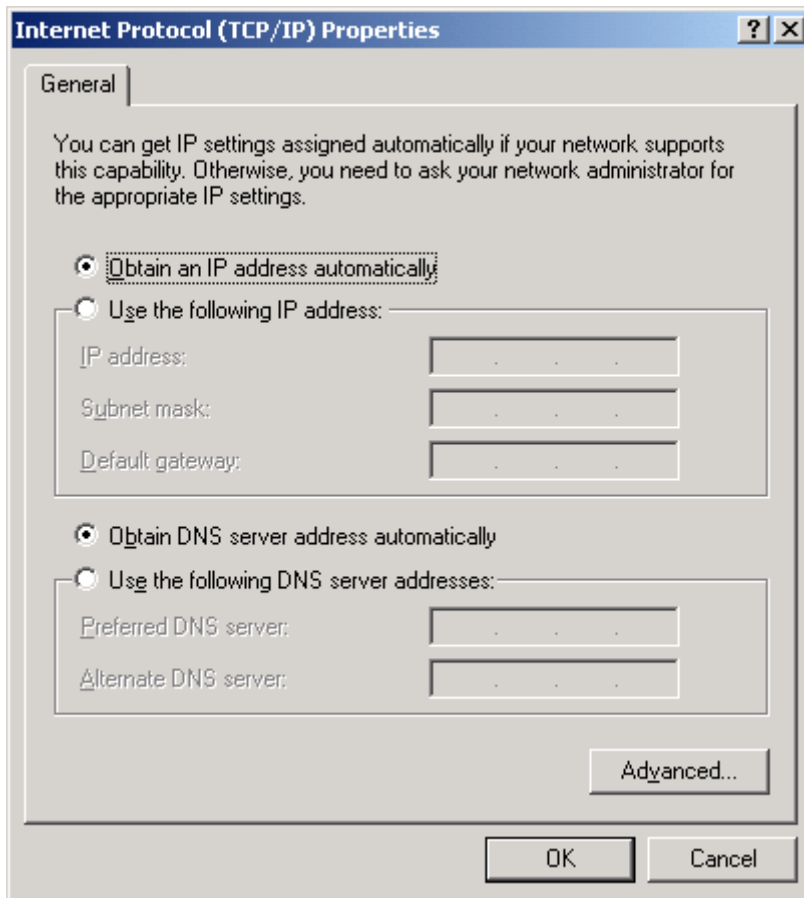 Internet Protocol (TCP/IP) Properties
General
You can get IP settings assigned automatically if your network supports
this capability. Otherwise, you need to ask your network administrator for
the appropriate IP settings.
Obtain an IP address automatically
Use the following IP address:
IP address:
Subnet mask:
Default gateway:
Obtain DNS server address automatically
Use the following DNS server addresses:
Preferred DNS server:
Alternate DNS server:
Advanced...
OK Cancel